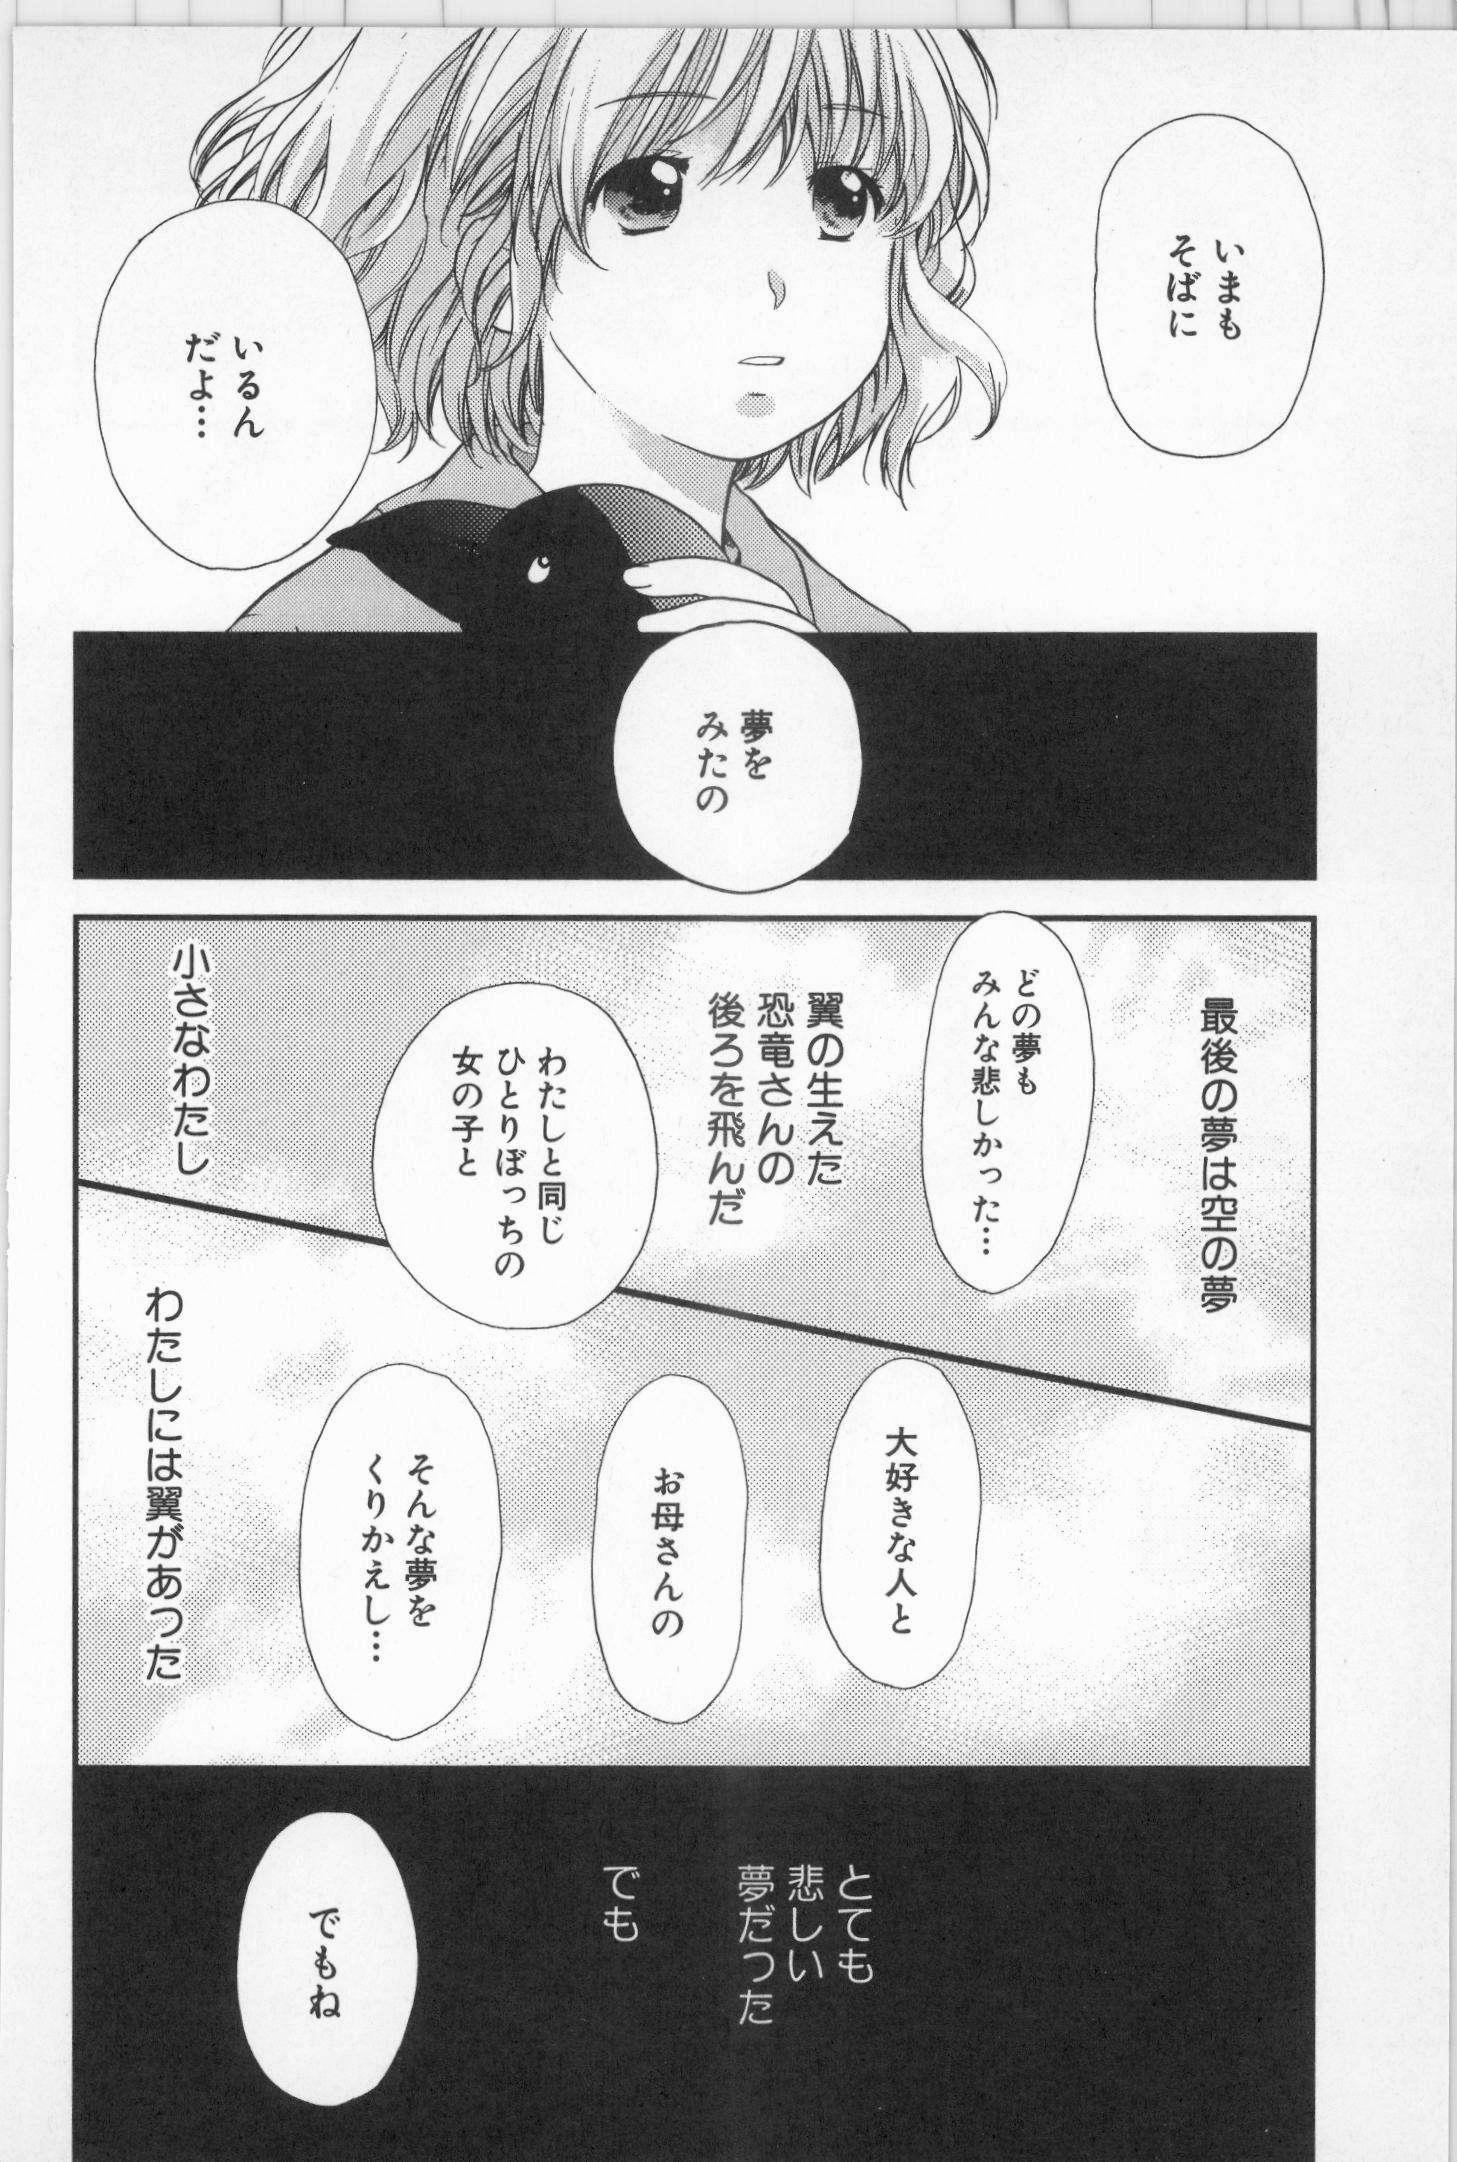 いまも
そばに
いるん
だよ…
夢を
みたの
最後の夢は空の夢
どの夢も
みんな悲しかった…
翼の生えた
恐竜さんの
後ろを飛んだ
わたしと同じ
ひとりぼっちの
女の子と
小さなわたし
大好きな人と
お母さんの
そんな夢を
くりかえし…
わたしには翼があった
とても
悲しい
夢だった
でも
でもね